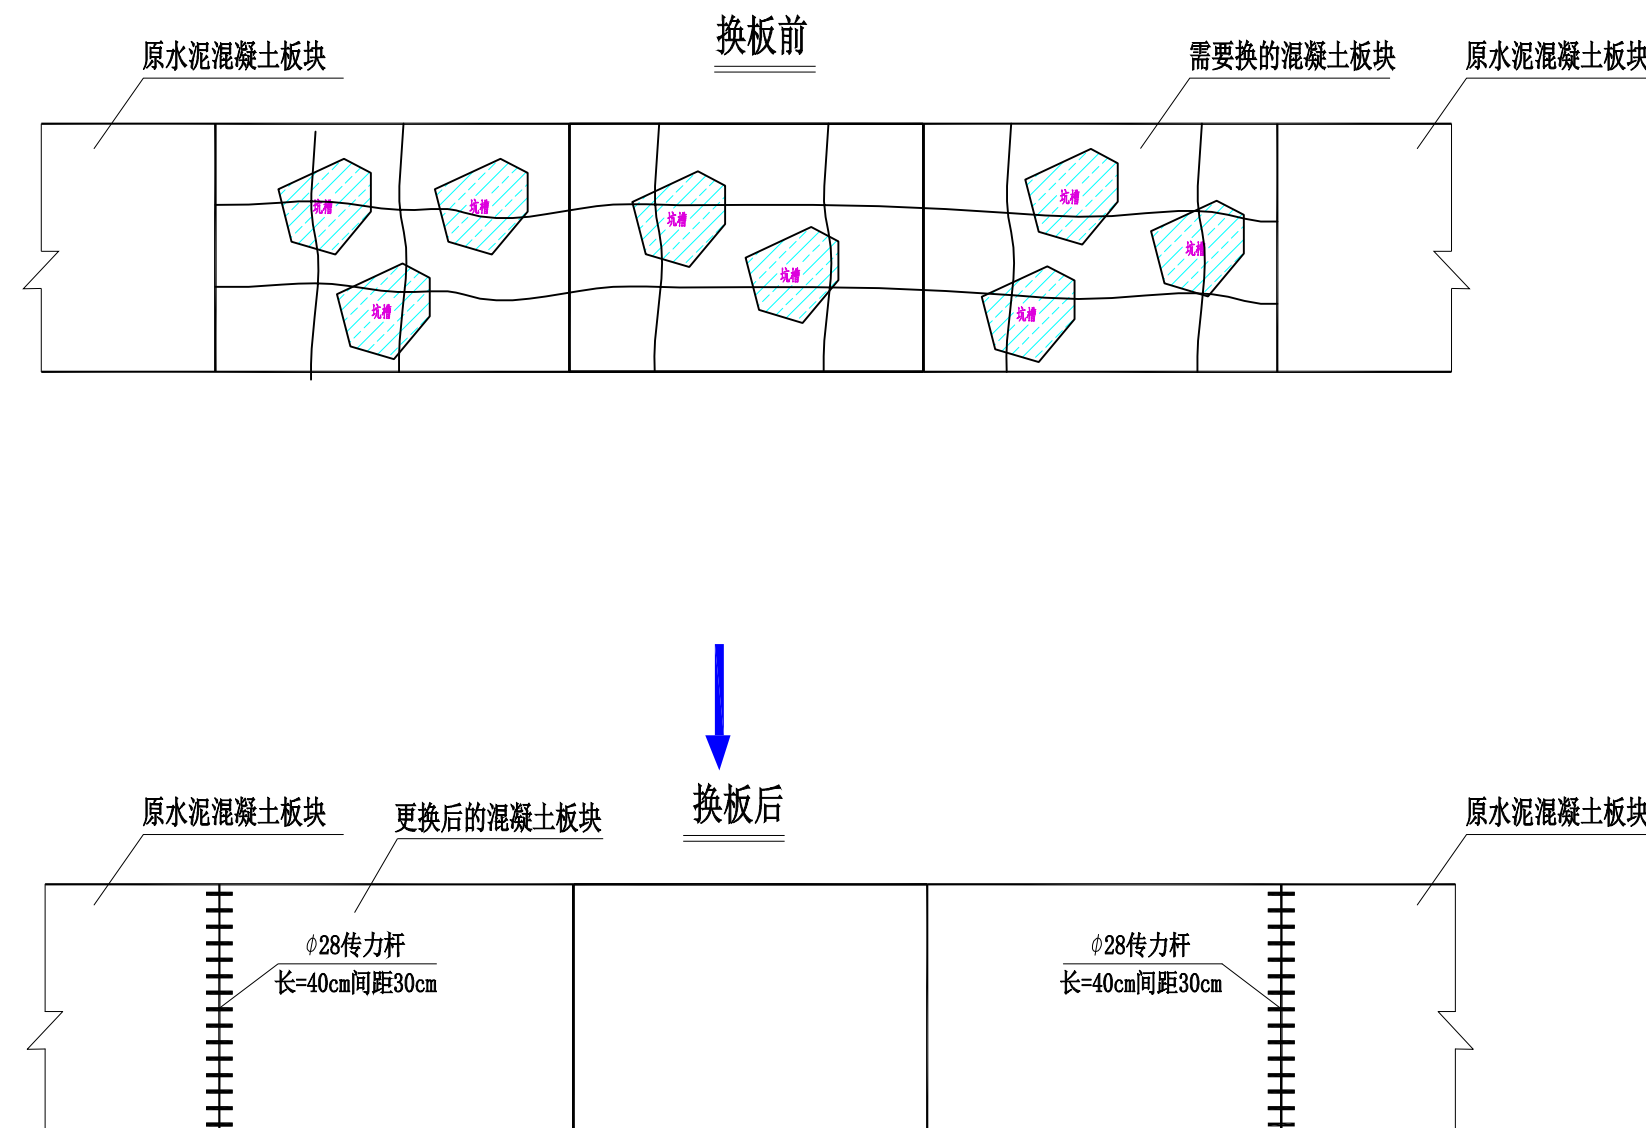 换板前
原水泥混凝土板块
需要换的混凝土板块
原水泥混凝土板块
坑槽
坑槽
坑槽
坑槽
坑槽
坑槽
坑槽
坑槽
换板后
原水泥混凝土板块
更换后的混凝土板块
原水泥混凝土板块
φ28传力杆
长=40cm间距30cm
φ28传力杆
长=40cm间距30cm